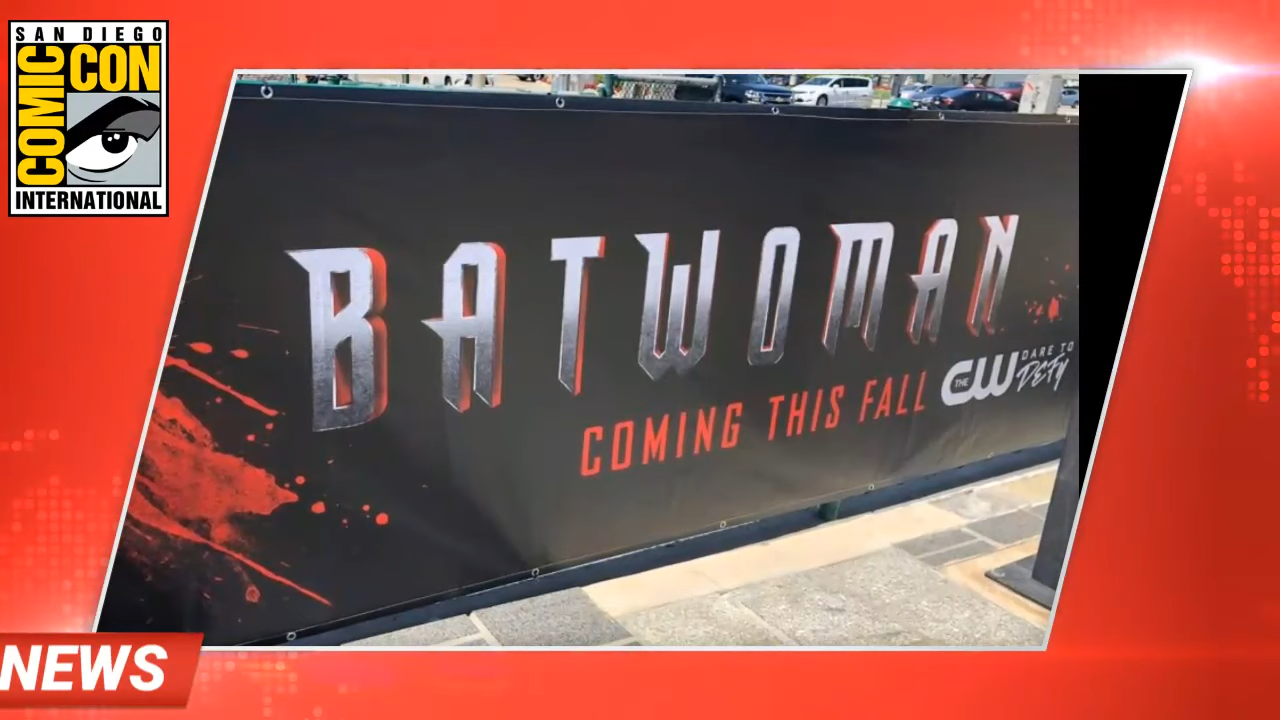 SAN DIEGO
COMIC CON
INTERNATIONAL
BATWOMAN
COMING THIS FALL
THE CW DARE TO DEFY
NEWS